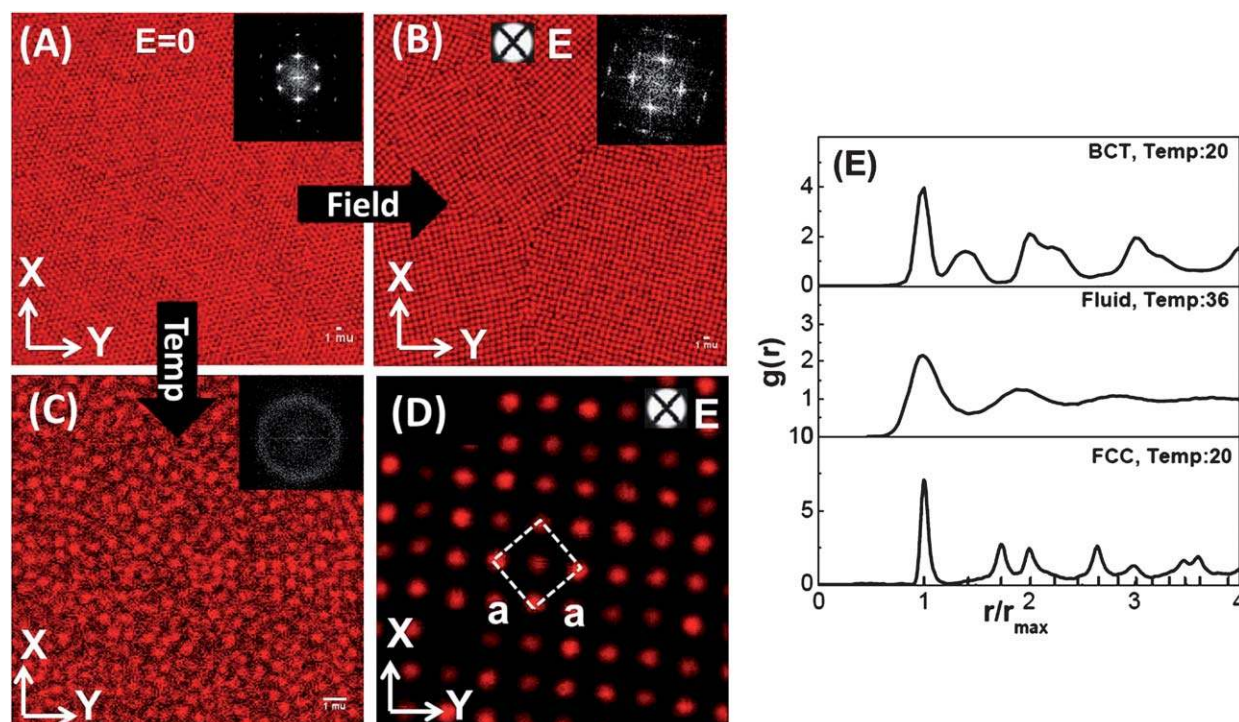 (A)
E=0
(B)
E
Field
X
Y
1 mu
X
Y
1 mu
Temp
(C)
X
Y
1 mu
(D)
E
a
a
X
Y
(E)
BCT, Temp:20
4
2
0
Fluid, Temp:36
3
2
1
10
FCC, Temp:20
5
0
g(r)
0
1
2
3
4
r/rmax